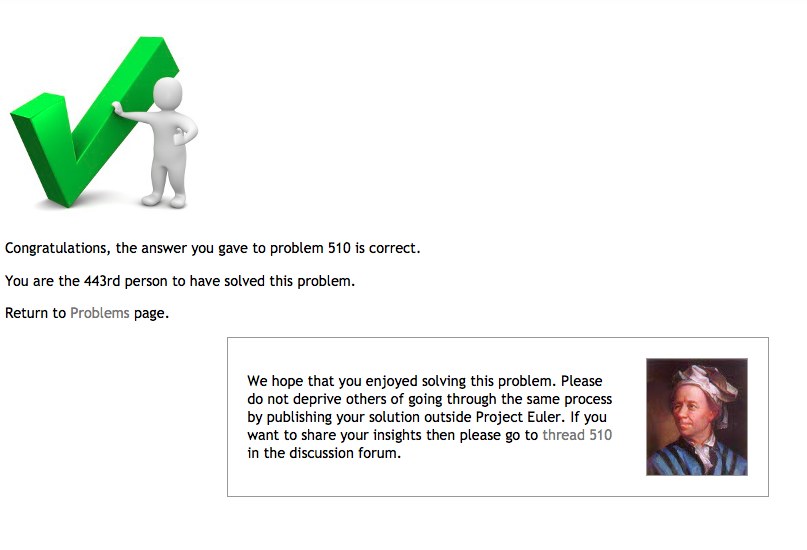 Congratulations, the answer you gave to problem 510 is correct.
You are the 443rd person to have solved this problem.
Return to Problems page.
We hope that you enjoyed solving this problem. Please
do not deprive others of going through the same process
by publishing your solution outside Project Euler. If you
want to share your insights then please go to thread 510
in the discussion forum.